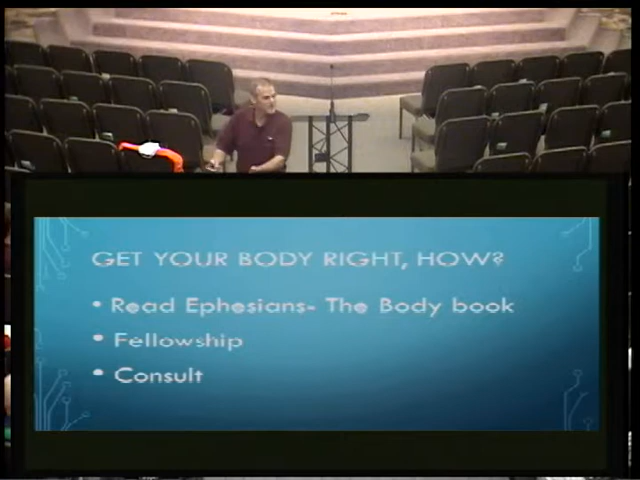 GET YOUR BODY RIGHT, HOW?
• Read Ephesians- The Body book
• Fellowship
• Consult